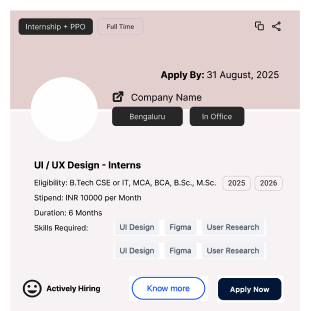 Internship + PPO
Full Time
Apply By: 31 August, 2025
Company Name
Bengaluru
In Office
UI / UX Design - Interns
Eligibility: B.Tech CSE or IT, MCA, BCA, B.Sc., M.Sc.
2025
2026
Stipend: INR 10000 per Month
Duration: 6 Months
Skills Required:
UI Design
Figma
User Research
UI Design
Figma
User Research
Actively Hiring
Know more
Apply Now